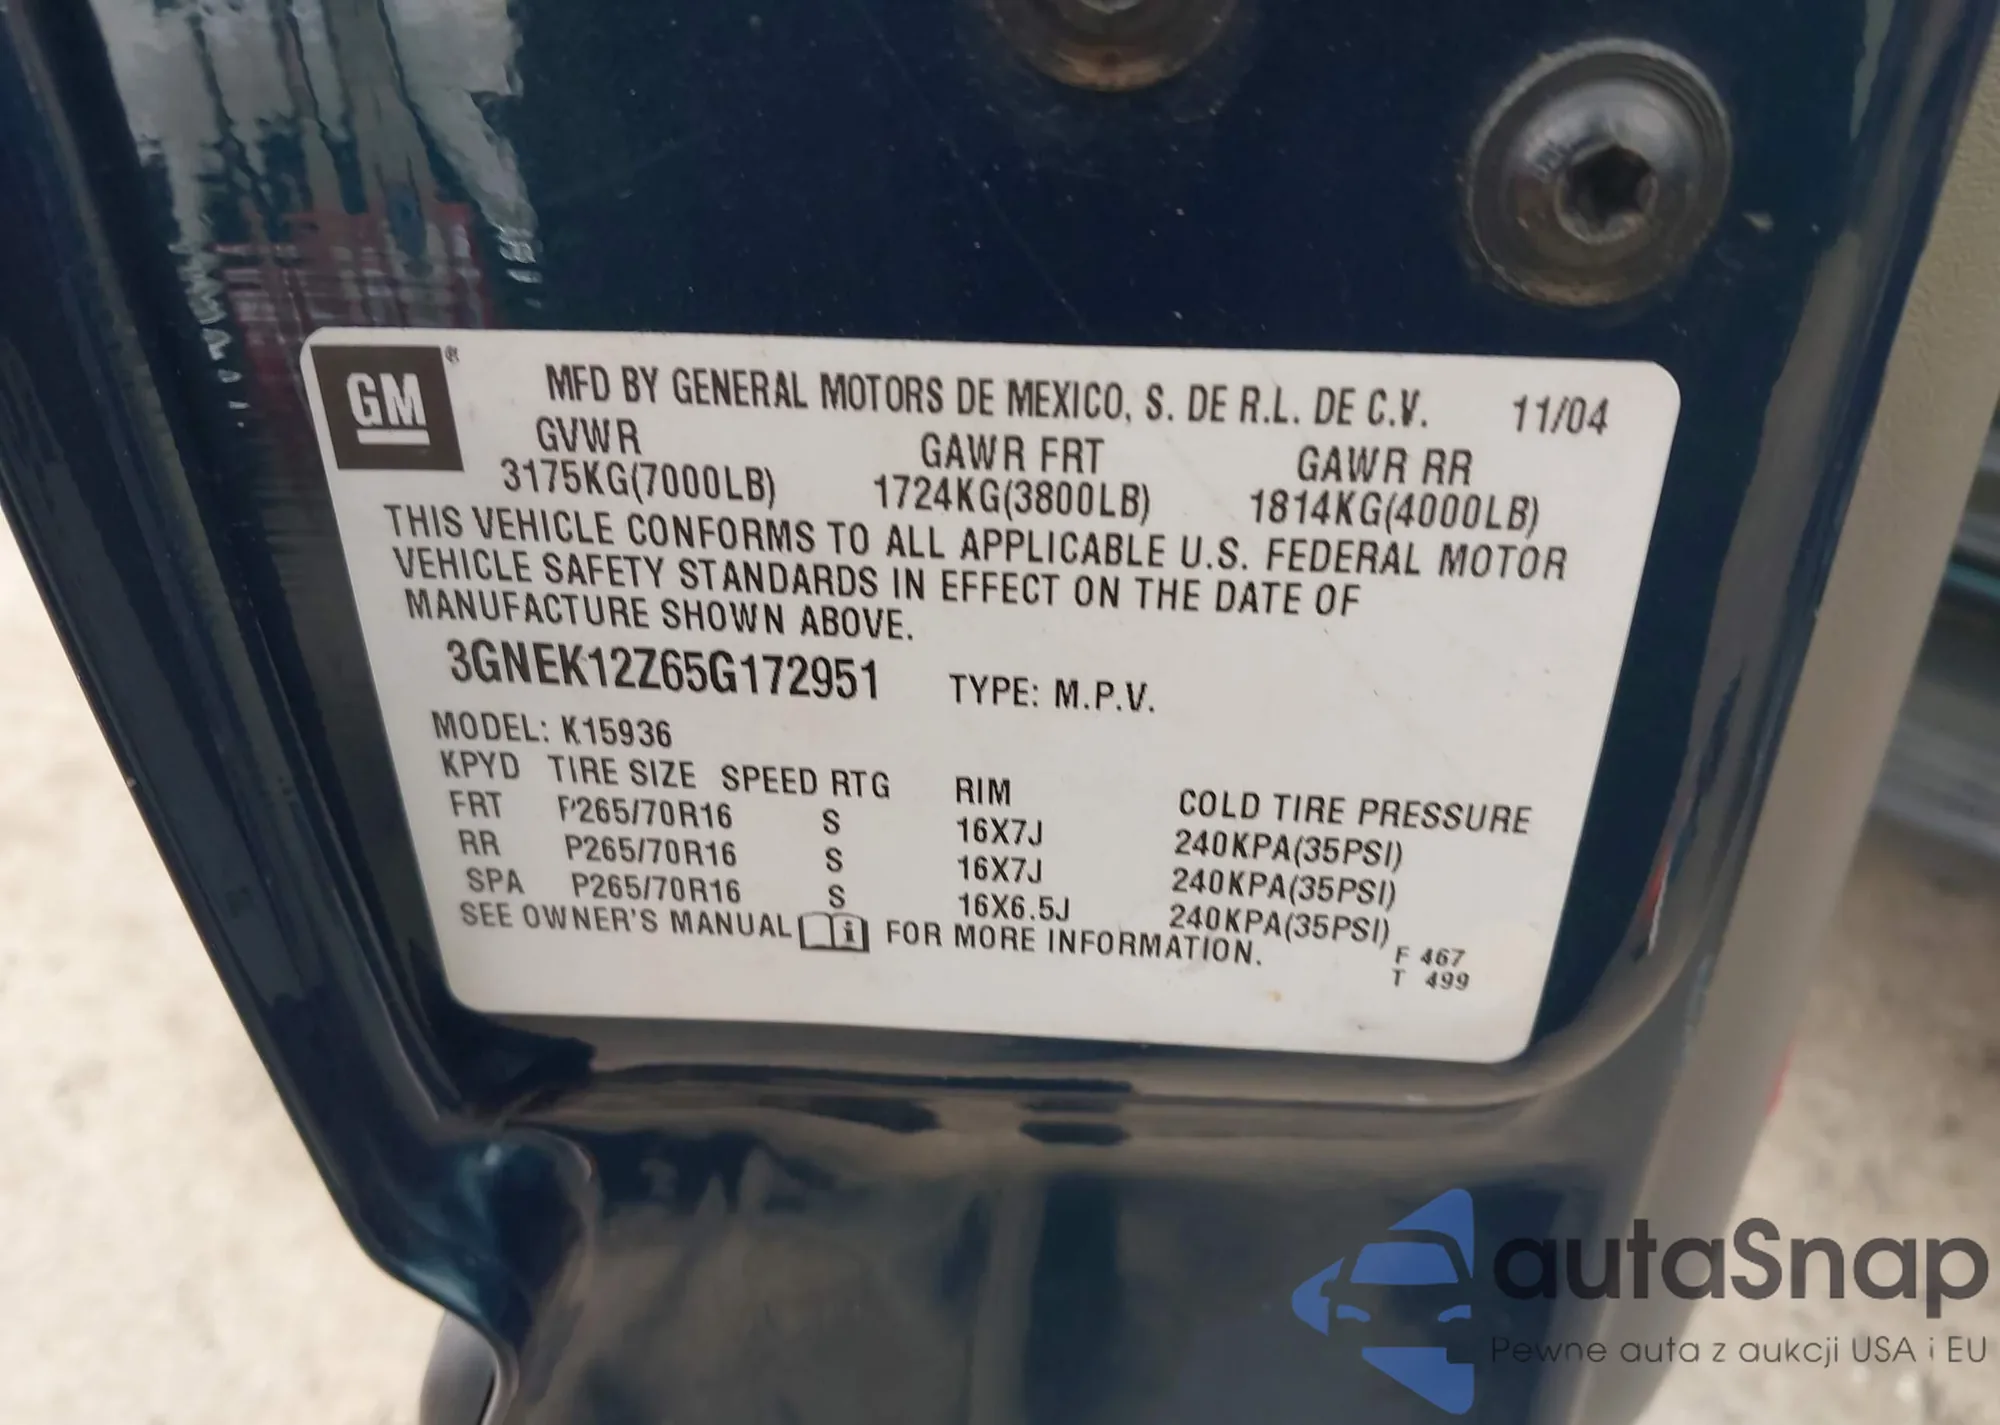 GM®
MFD BY GENERAL MOTORS DE MEXICO, S. DE R.L. DE C.V. 11/04
GVWR GAWR FRT GAWR RR
3175KG(7000LB) 1724KG(3800LB) 1814KG(4000LB)
THIS VEHICLE CONFORMS TO ALL APPLICABLE U.S. FEDERAL MOTOR
VEHICLE SAFETY STANDARDS IN EFFECT ON THE DATE OF
MANUFACTURE SHOWN ABOVE.
3GNEK12Z65G172951 TYPE: M.P.V.
MODEL: K15936
KPYD TIRE SIZE SPEED RTG RIM COLD TIRE PRESSURE
FRT P265/70R16 S 16X7J 240KPA(35PSI)
RR P265/70R16 S 16X7J 240KPA(35PSI)
SPA P265/70R16 S 16X6.5J 240KPA(35PSI)
SEE OWNER'S MANUAL i FOR MORE INFORMATION.
F 467
T 499
autaSnap
Pewne auta z aukcji USA i EU